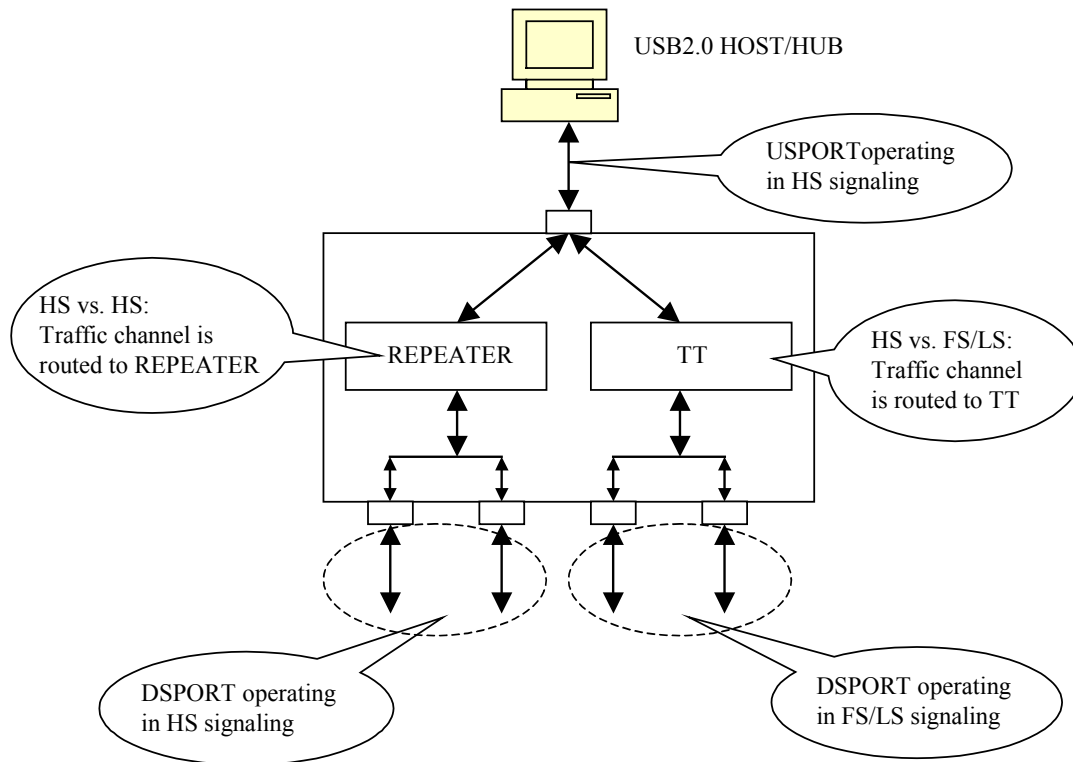 USB2.0 HOST/HUB
USPORToperating
in HS signaling
HS vs. HS:
Traffic channel is
routed to REPEATER
REPEATER
TT
HS vs. FS/LS:
Traffic channel
is routed to TT
DSPORT operating
in HS signaling
DSPORT operating
in FS/LS signaling